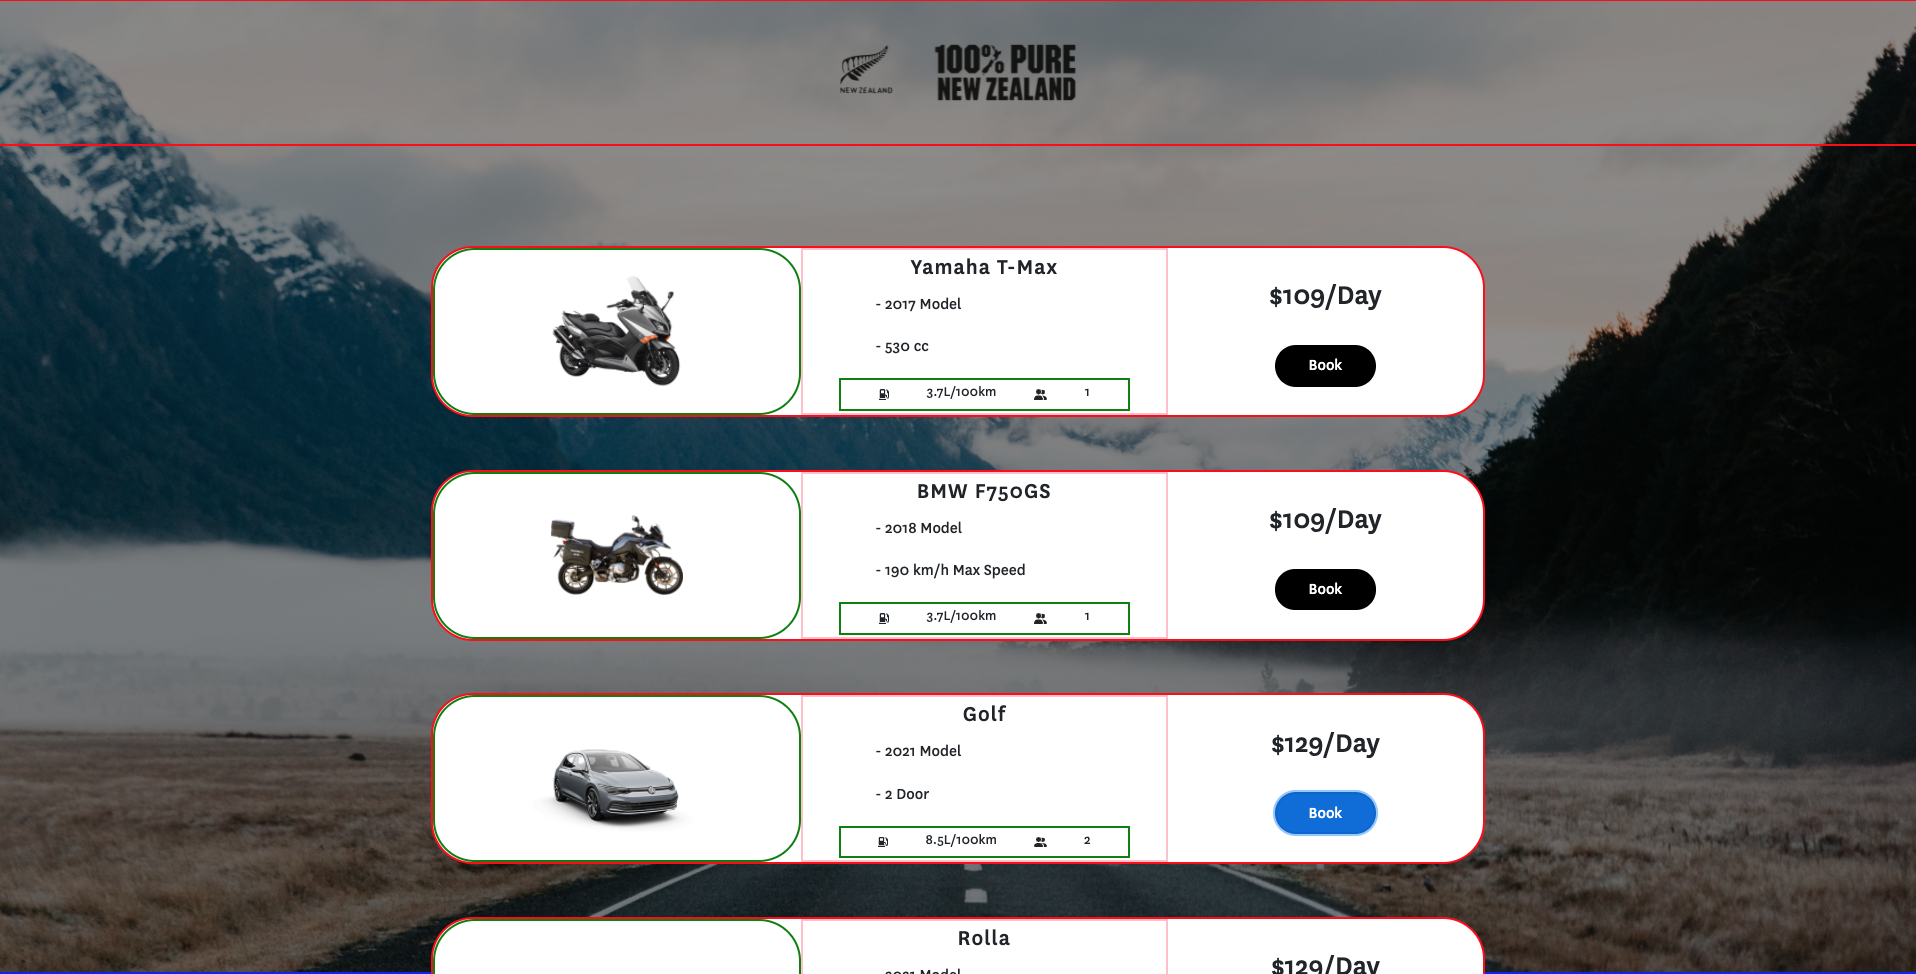 NEW ZEALAND
100% PURE
NEW ZEALAND
Yamaha T-Max
- 2017 Model
- 530 cc
3.7L/100km 1
$109/Day
Book
BMW F750GS
- 2018 Model
- 190 km/h Max Speed
3.7L/100km 1
$109/Day
Book
Golf
- 2021 Model
- 2 Door
8.5L/100km 2
$129/Day
Book
Rolla
- 2021 Model
$129/Day